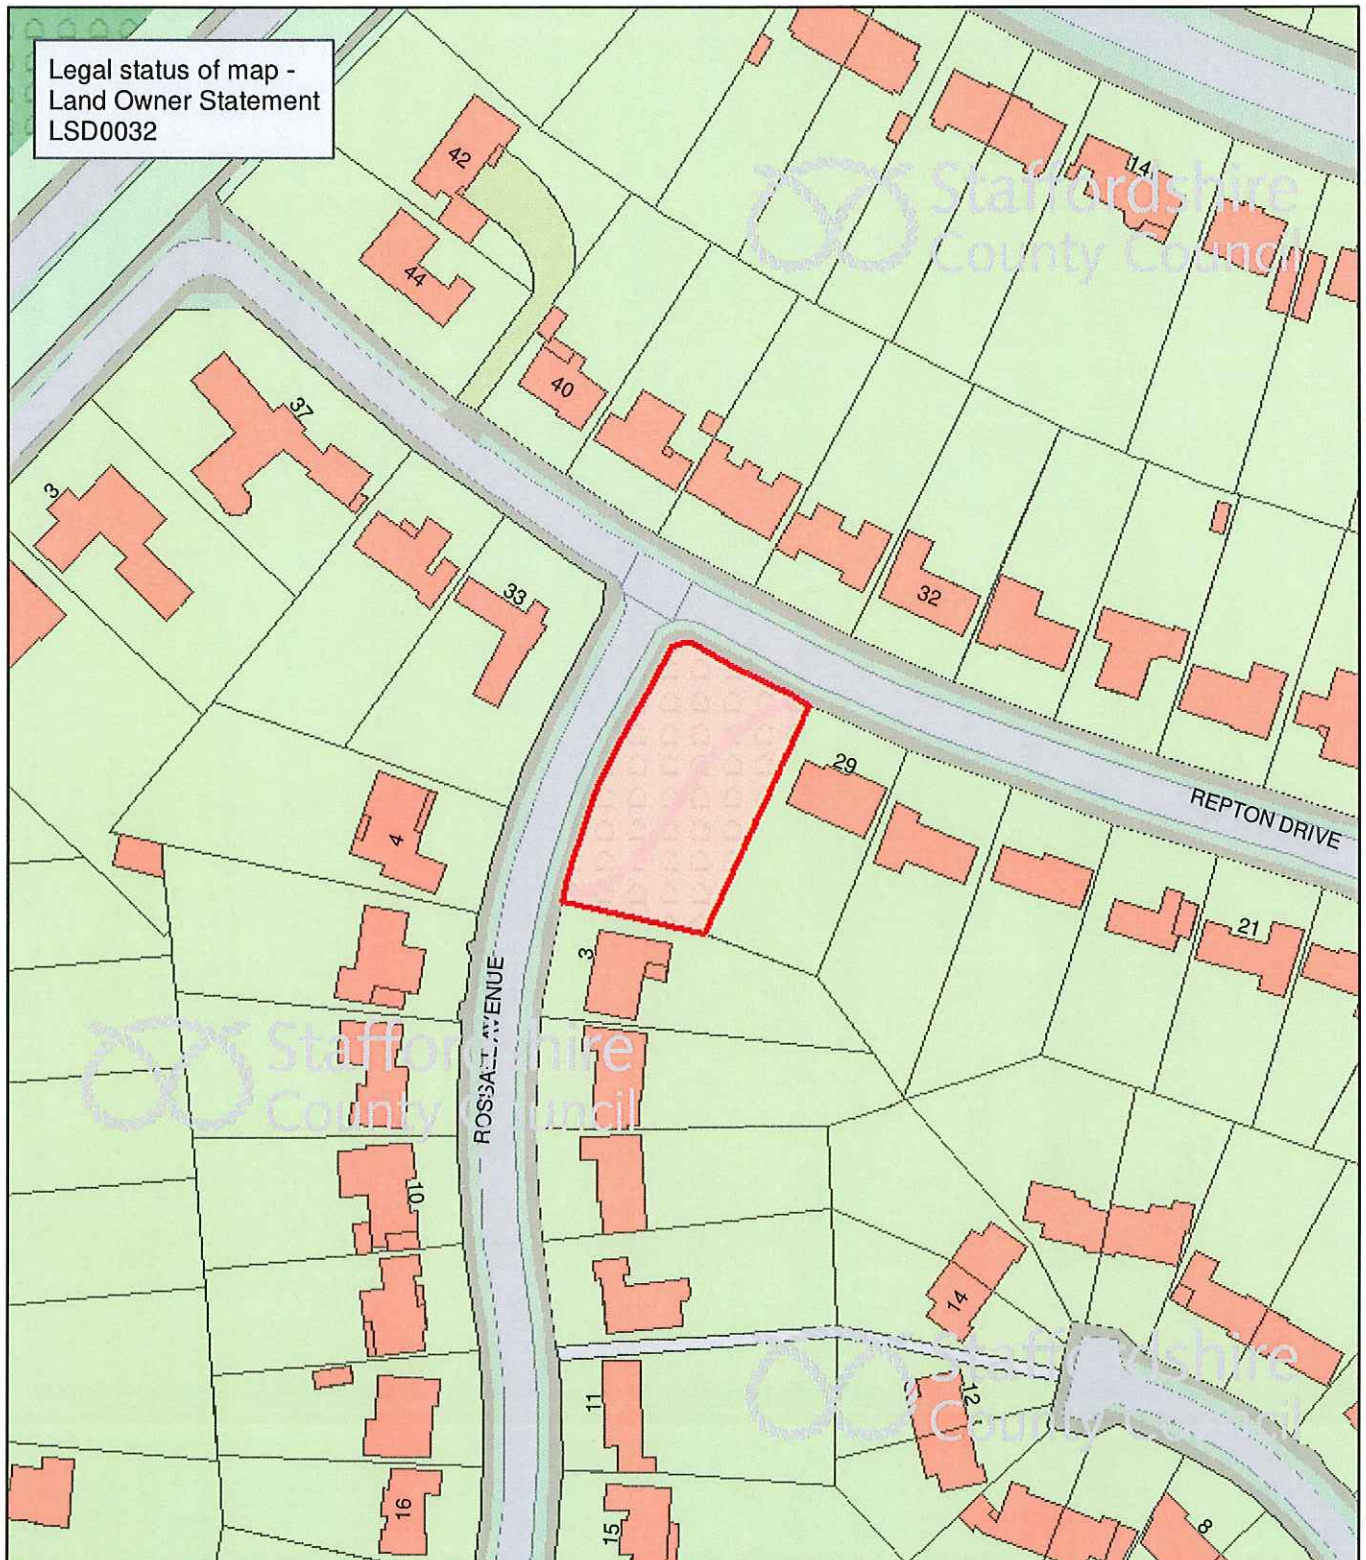 Legal status of map -
Land Owner Statement
LSD0032
Staffordshire
County Council
42
14
44
40
37
3
33
32
29
REPTON DRIVE
4
21
3
ROSSALL AVENUE
Staffordshire
County Council
10
14
Staffordshire
County Council
12
11
16
15
8